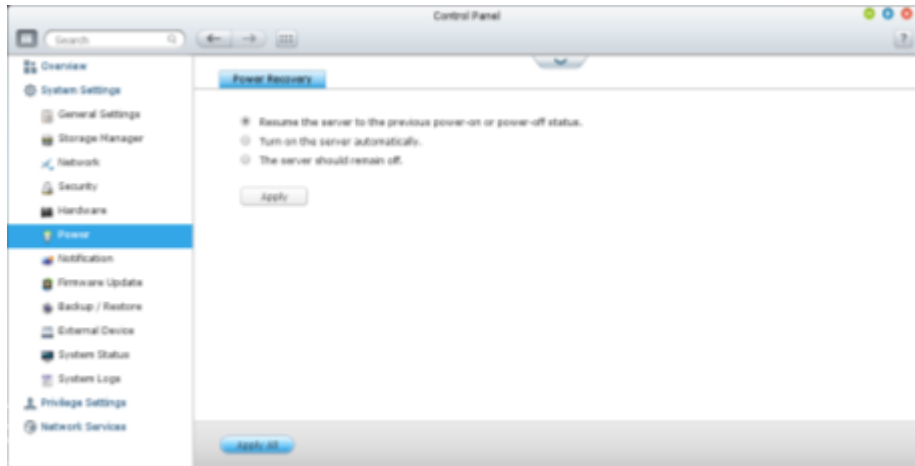 Control Panel
Search
Overview
System Settings
General Settings
Storage Manager
Network
Security
Hardware
Power
Notification
Firmware Update
Backup / Restore
External Device
System Status
System Logs
Privilege Settings
Network Services
Power Recovery
Resume the server to the previous power-on or power-off status.
Turn on the server automatically.
The server should remain off.
Apply
Apply All
?